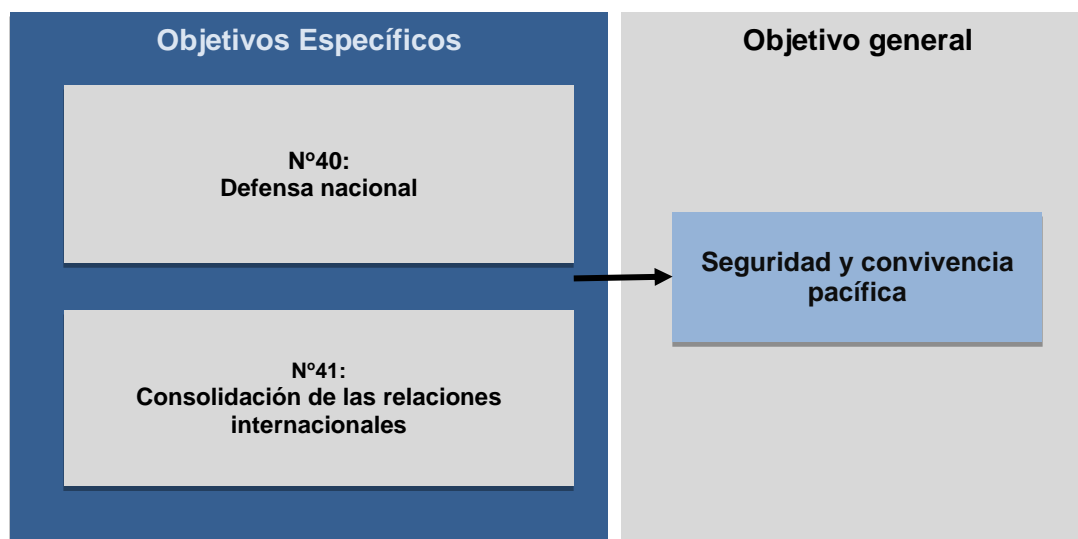 Objetivos Específicos
Nº40:
Defensa nacional
Nº41:
Consolidación de las relaciones
internacionales
Objetivo general
Seguridad y convivencia
pacífica